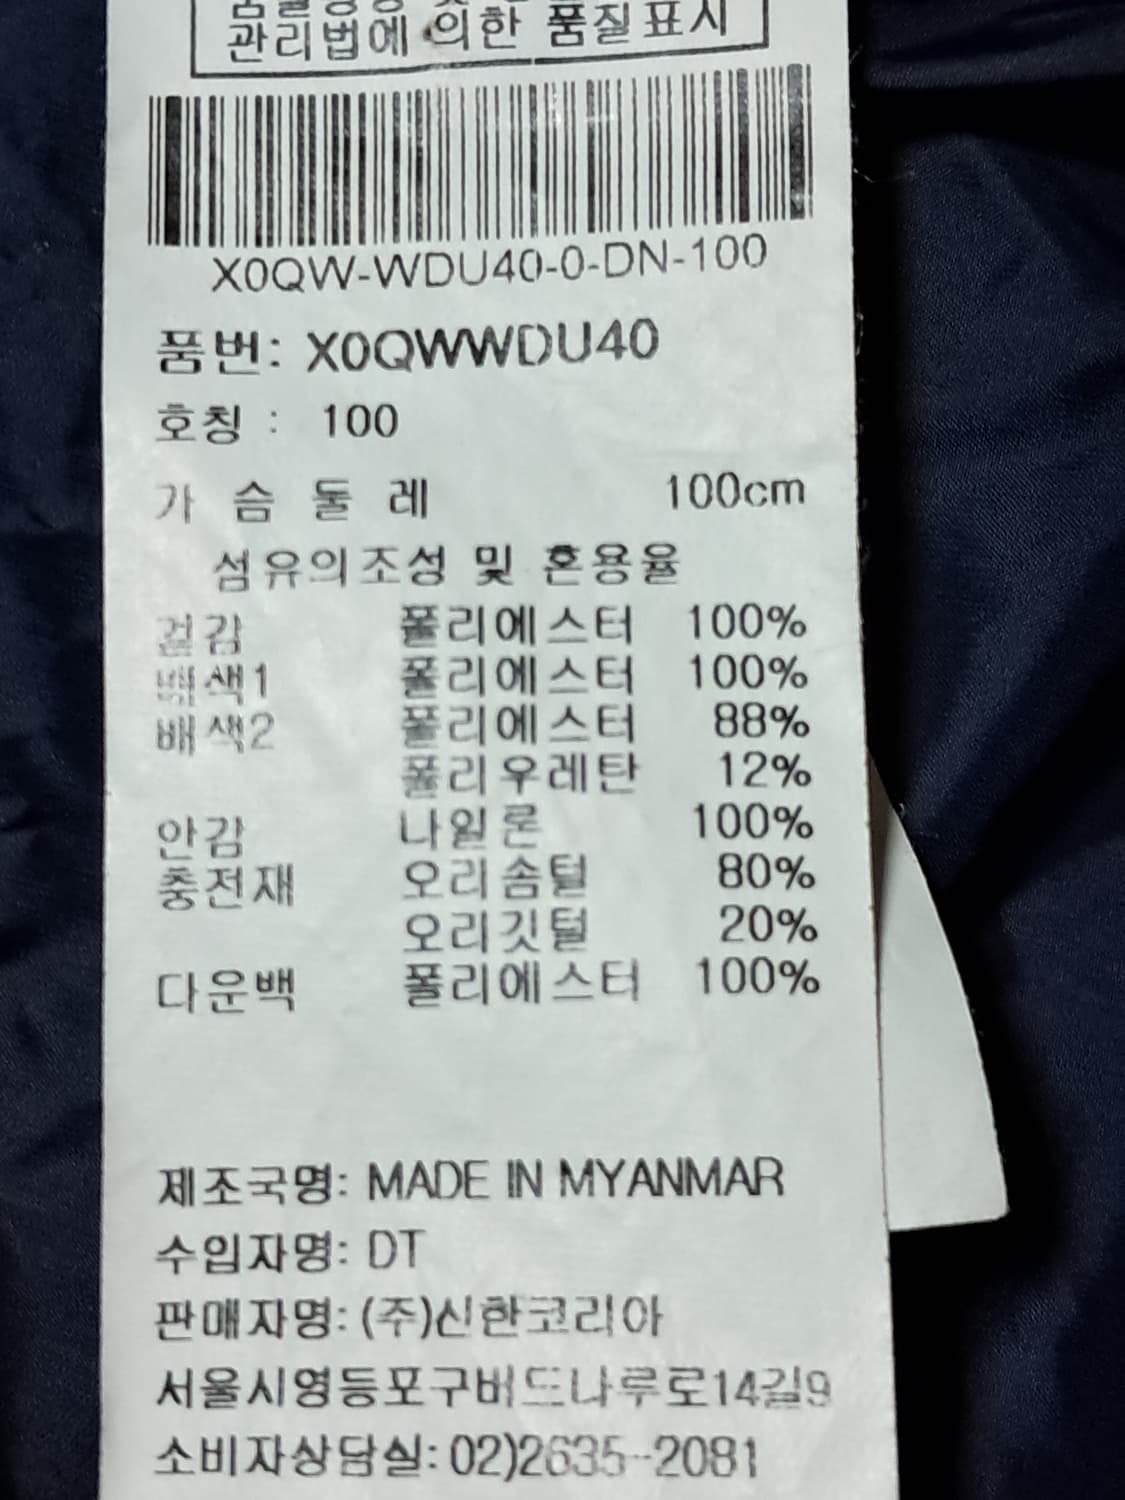 관리법에 의한 품질표시
X0QW-WDU40-0-DN-100
품번: X0QWWDU40
호칭 : 100
가 슴 둘 레 100cm
섬유의조성 및 혼용율
겉감 폴리에스터 100%
배색1 폴리에스터 100%
배색2 폴리에스터 88%
폴리우레탄 12%
안감 나일론 100%
충전재 오리솜털 80%
오리깃털 20%
다운백 폴리에스터 100%
제조국명: MADE IN MYANMAR
수입자명: DT
판매자명: (주)신한코리아
서울시영등포구버드나루로14길9
소비자상담실: 02)2635-2081